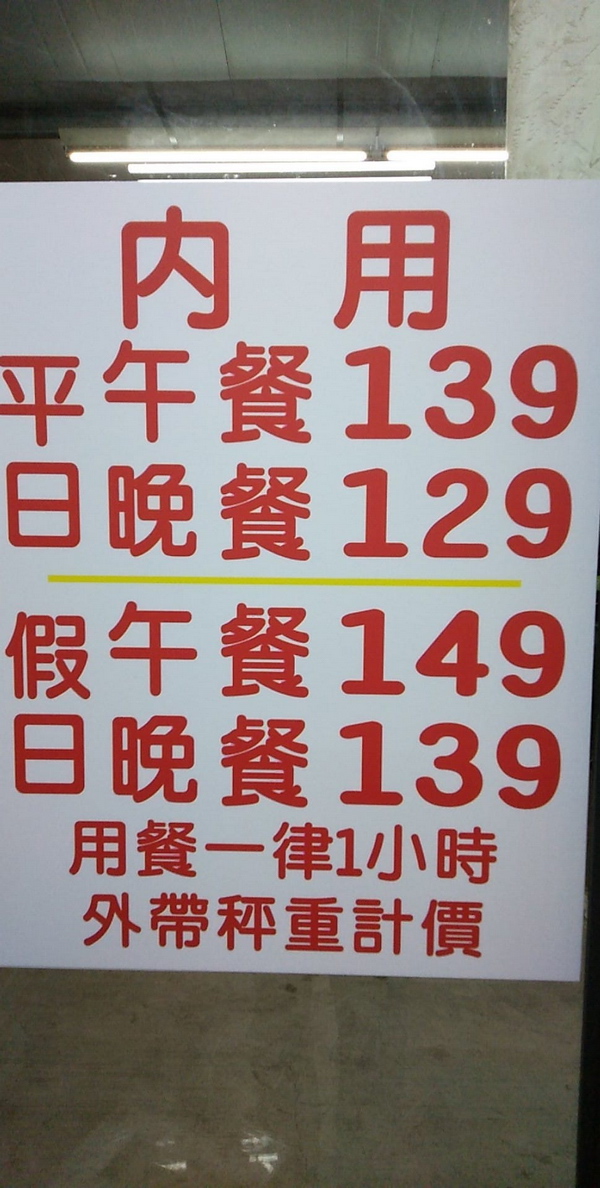 內用
平午餐139
日晚餐129
假午餐149
日晚餐139
用餐一律1小時
外帶秤重計價